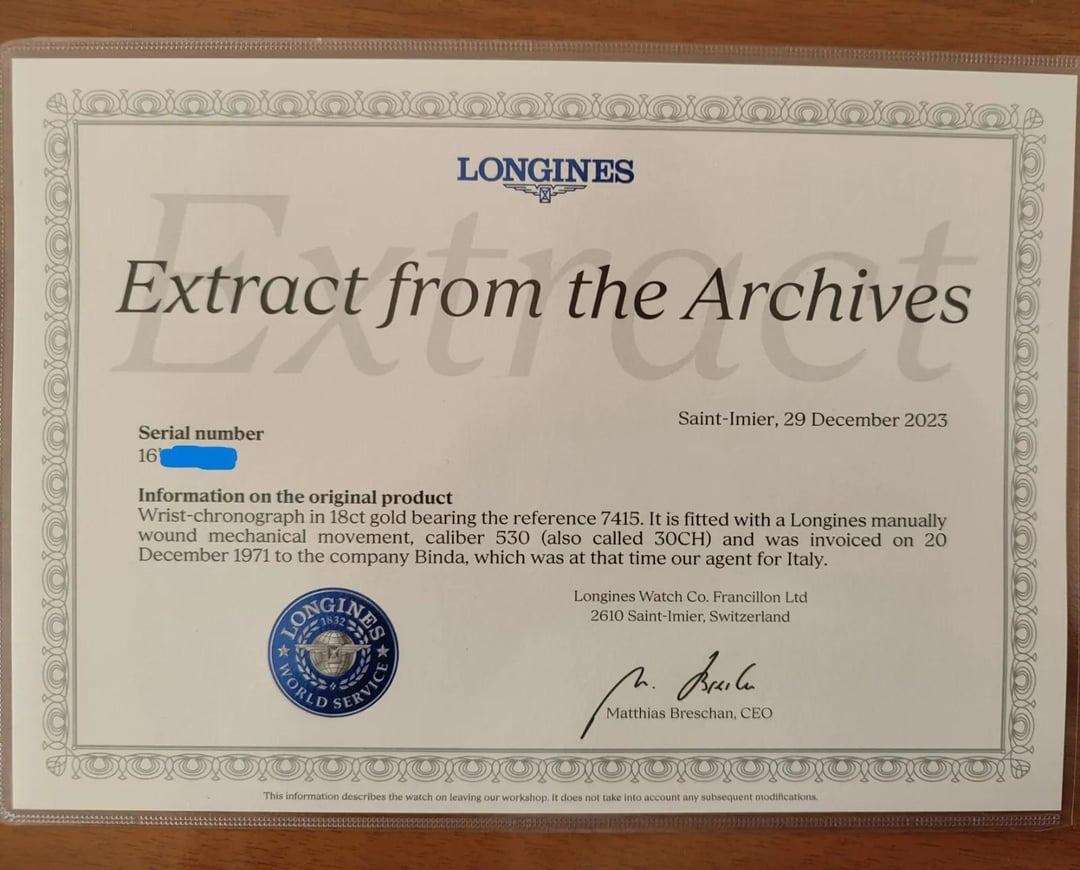 LONGINES
Extract
Extract from the Archives
Saint-Imier, 29 December 2023
Serial number
16
Information on the original product
Wrist-chronograph in 18ct gold bearing the reference 7415. It is fitted with a Longines manually
wound mechanical movement, caliber 530 (also called 30CH) and was invoiced on 20
December 1971 to the company Binda, which was at that time our agent for Italy.
Longines Watch Co. Francillon Ltd
2610 Saint-Imier, Switzerland
LONGINES
1832
WORLD SERVICE
M. Breschan
Matthias Breschan, CEO
This information describes the watch on leaving our workshop. It does not take into account any subsequent modifications.